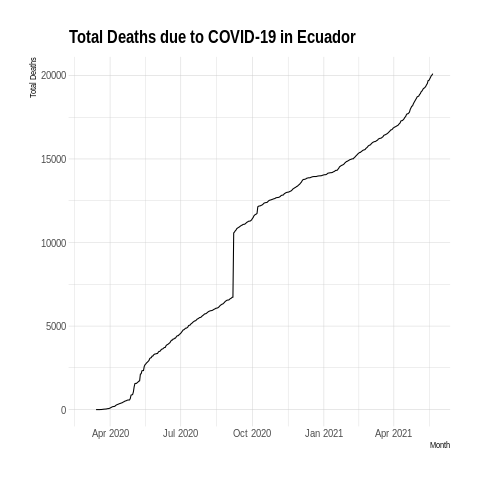 Total Deaths due to COVID-19 in Ecuador
Total Deaths
20000
15000
10000
5000
0
Apr 2020 Jul 2020 Oct 2020 Jan 2021 Apr 2021
Month